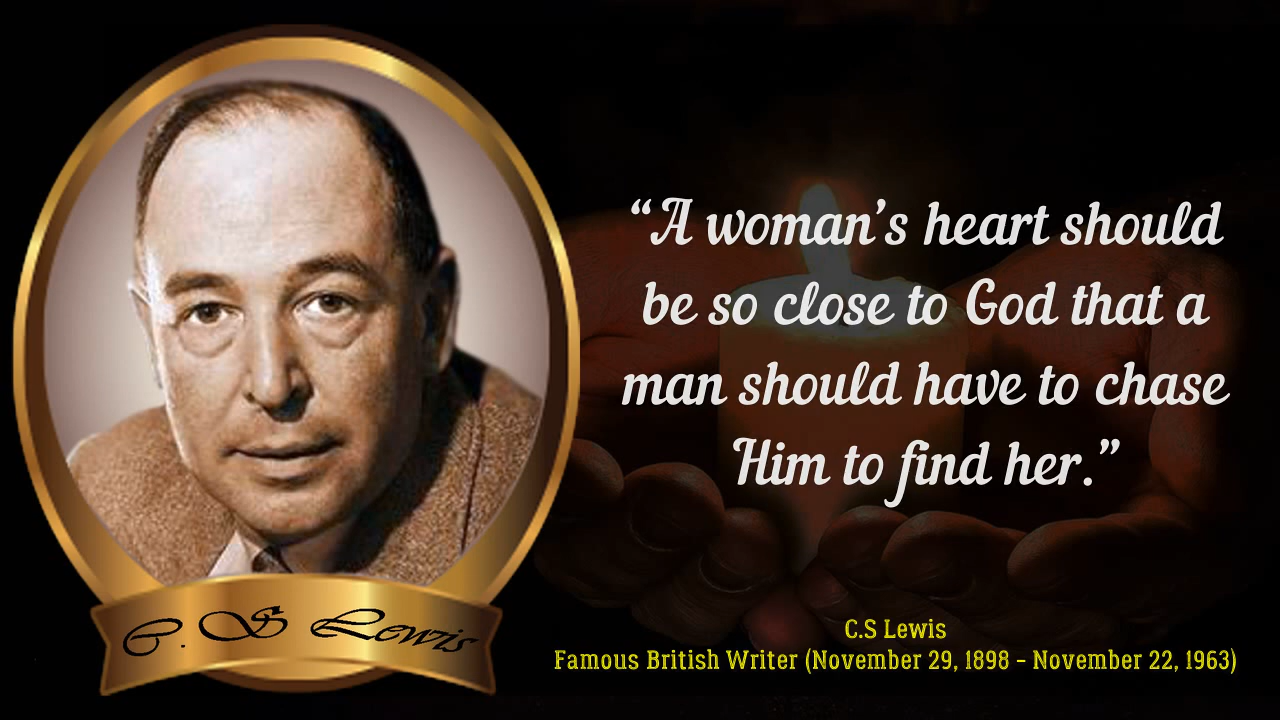 “A woman’s heart should
be so close to God that a
man should have to chase
Him to find her.”
C.S Lewis
Famous British Writer (November 29, 1898 - November 22, 1963)
C.S Lewis